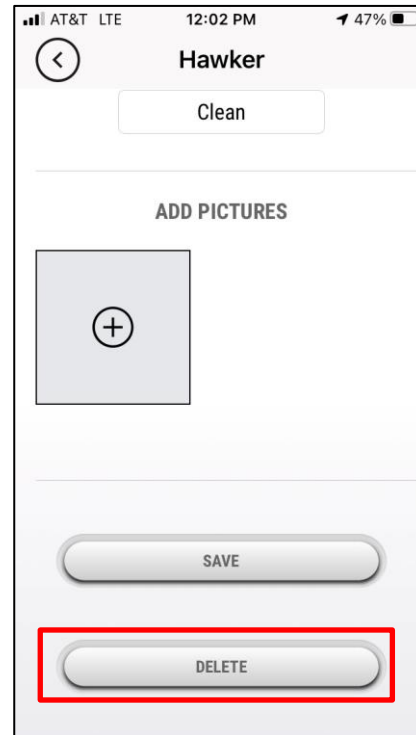 AT&T LTE 12:02 PM 47%
Hawker
Clean
ADD PICTURES
SAVE
DELETE